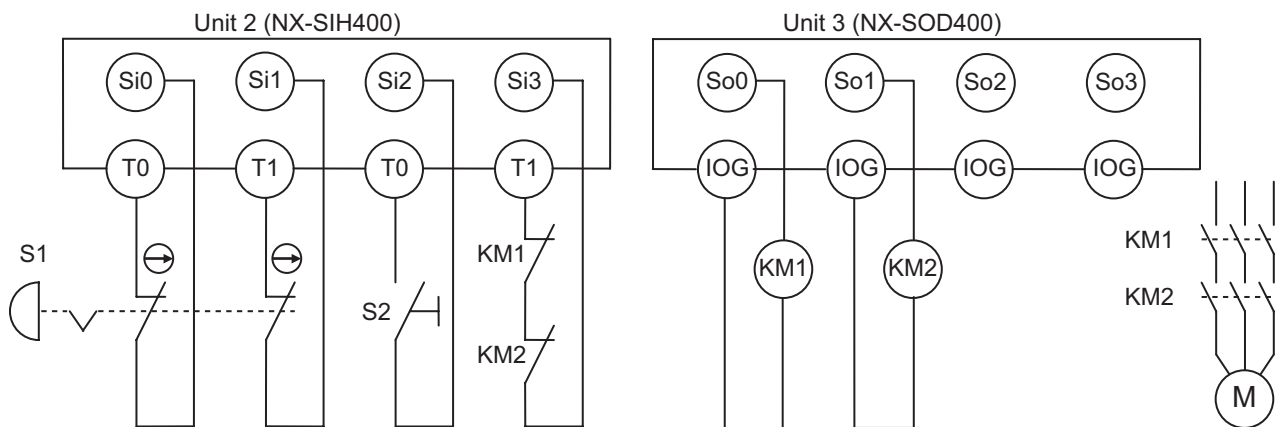 Unit 2 (NX-SIH400) Unit 3 (NX-SOD400)
Si0 Si1 Si2 Si3 So0 So1 So2 So3
T0 T1 T0 T1 IOG IOG IOG IOG
S1 KM1 KM1 KM2 KM1
S2 KM2 KM2
M